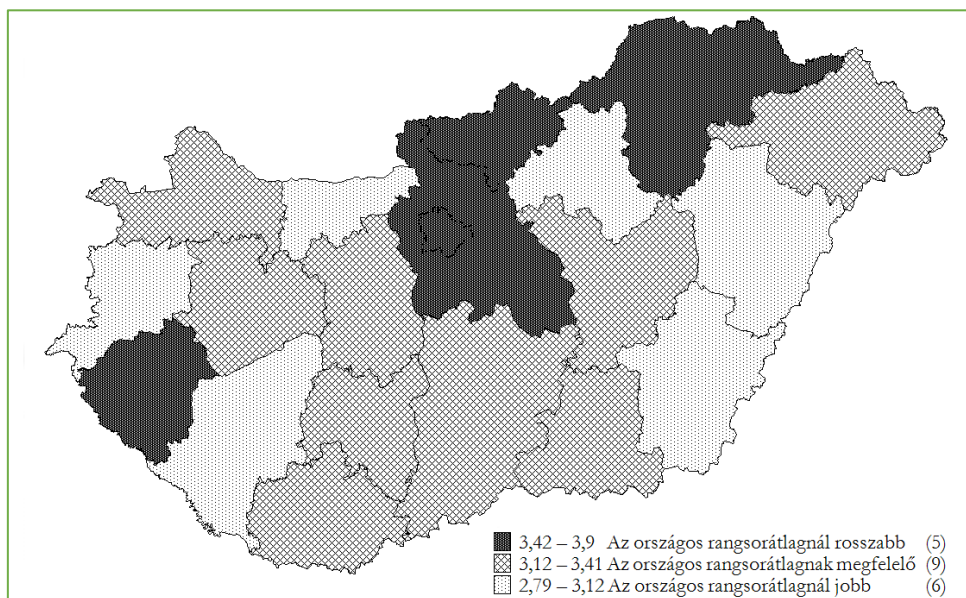 3,42 – 3,9 Az országos rangsorátlagnál rosszabb (5)
3,12 – 3,41 Az országos rangsorátlagnak megfelelő (9)
2,79 – 3,12 Az országos rangsorátlagnál jobb (6)